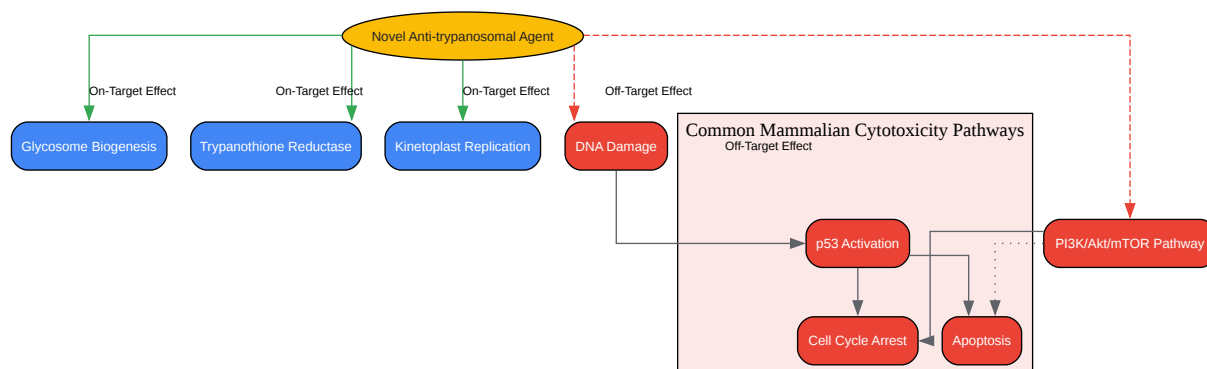 Novel Anti-trypanosomal Agent
On-Target Effect
On-Target Effect
On-Target Effect
Off-Target Effect
Glycosome Biogenesis
Trypanothione Reductase
Kinetoplast Replication
DNA Damage
Common Mammalian Cytotoxicity Pathways
Off-Target Effect
p53 Activation
PI3K/Akt/mTOR Pathway
Cell Cycle Arrest
Apoptosis